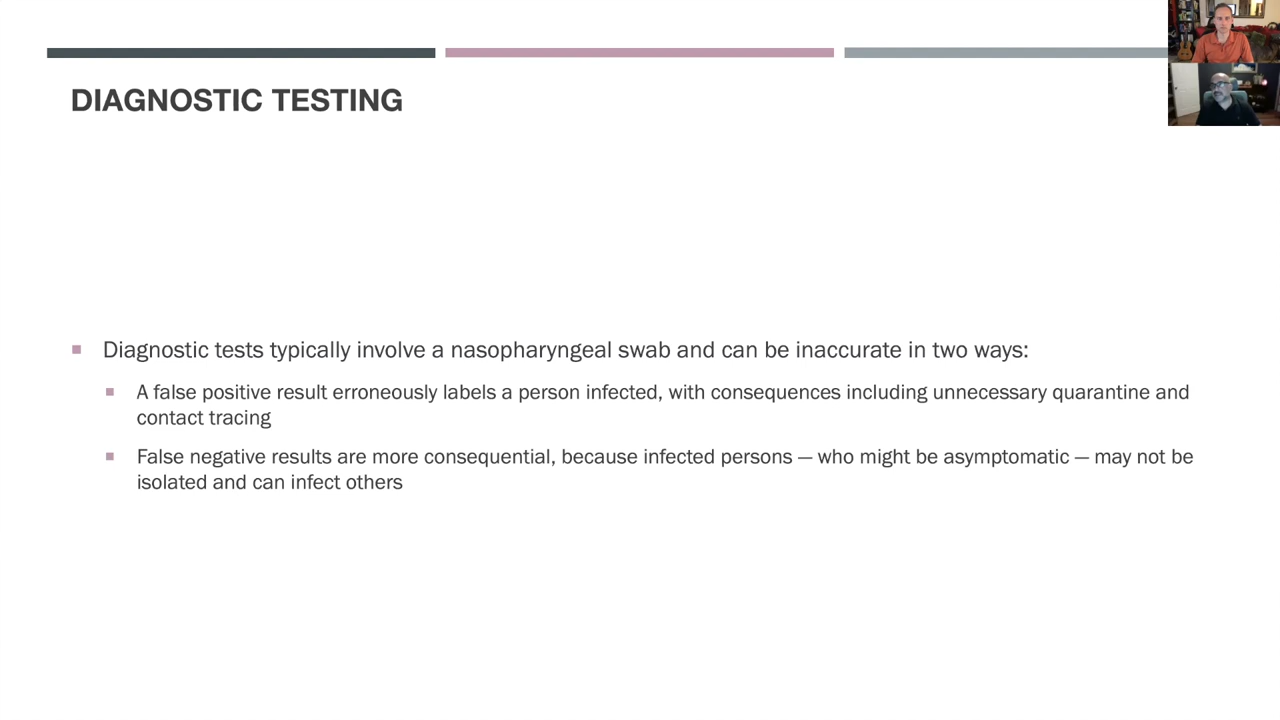 DIAGNOSTIC TESTING
Diagnostic tests typically involve a nasopharyngeal swab and can be inaccurate in two ways:
A false positive result erroneously labels a person infected, with consequences including unnecessary quarantine and
contact tracing
False negative results are more consequential, because infected persons — who might be asymptomatic — may not be
isolated and can infect others